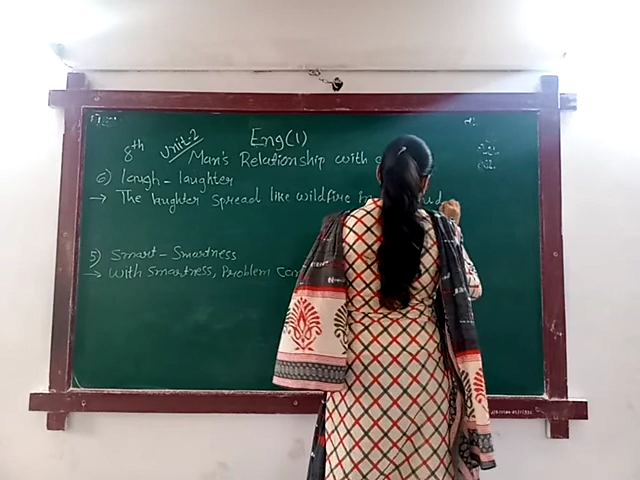 8th Unit-2 Eng(1)
Man's Relationship with
6) laugh - laughter
→ The laughter spread like wildfire
5) Smart - Smartness
→ With Smartness, Problem Can